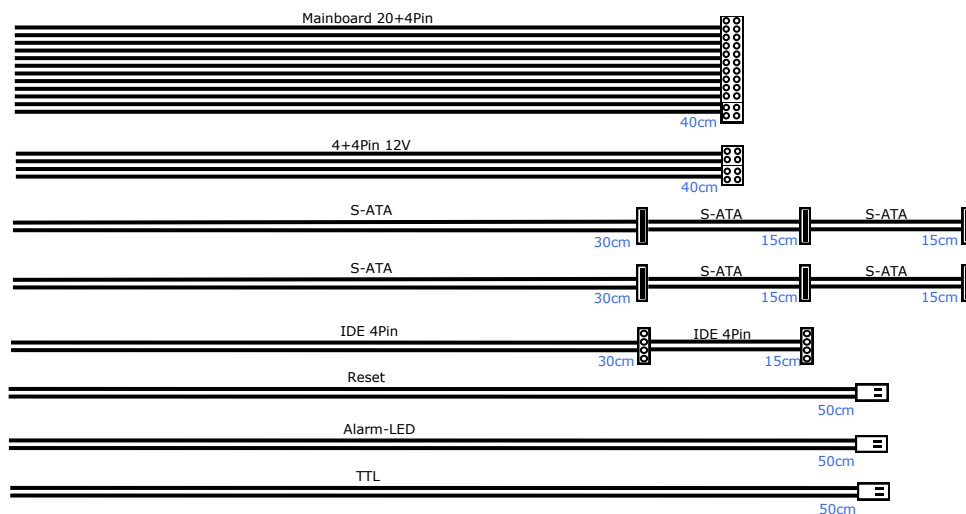 Mainboard 20+4Pin
40cm
4+4Pin 12V
40cm
S-ATA S-ATA S-ATA
30cm 15cm 15cm
S-ATA S-ATA S-ATA
30cm 15cm 15cm
IDE 4Pin IDE 4Pin
30cm 15cm
Reset
50cm
Alarm-LED
50cm
TTL
50cm